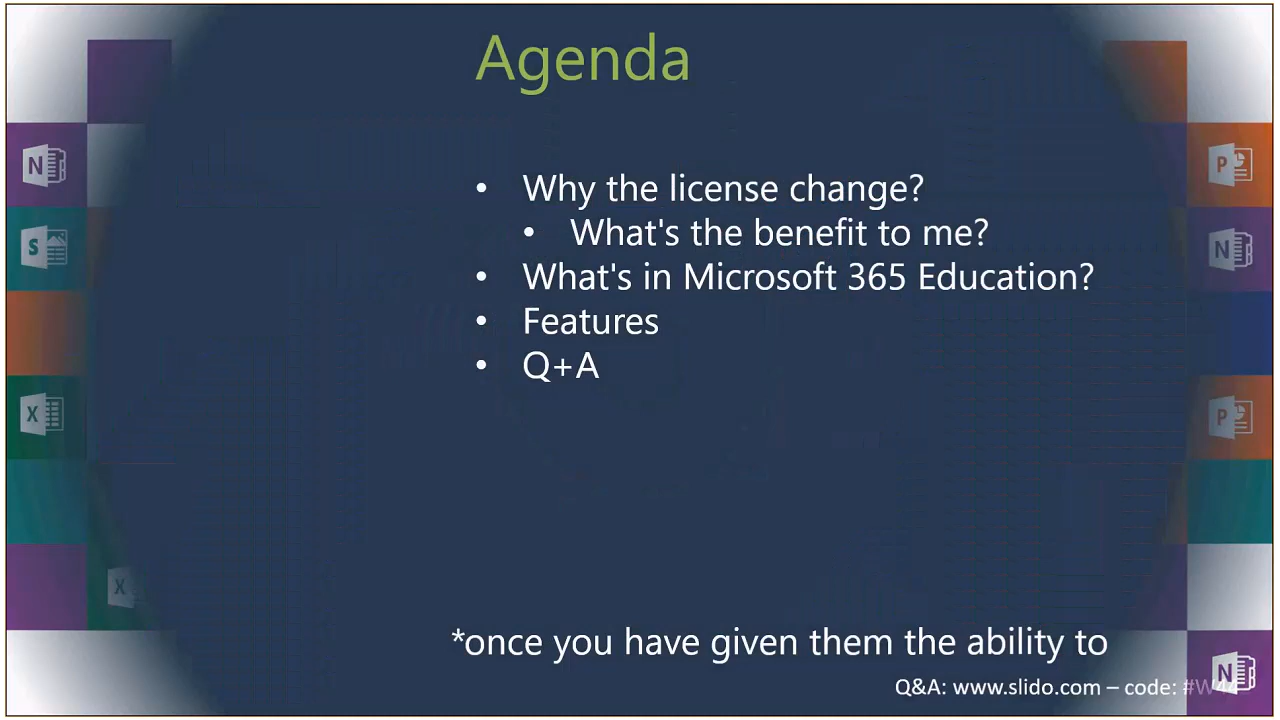 Agenda
• Why the license change?
• What's the benefit to me?
• What's in Microsoft 365 Education?
• Features
• Q+A
*once you have given them the ability to
Q&A: www.slido.com – code:
N
S
X
X
P
N
P
N